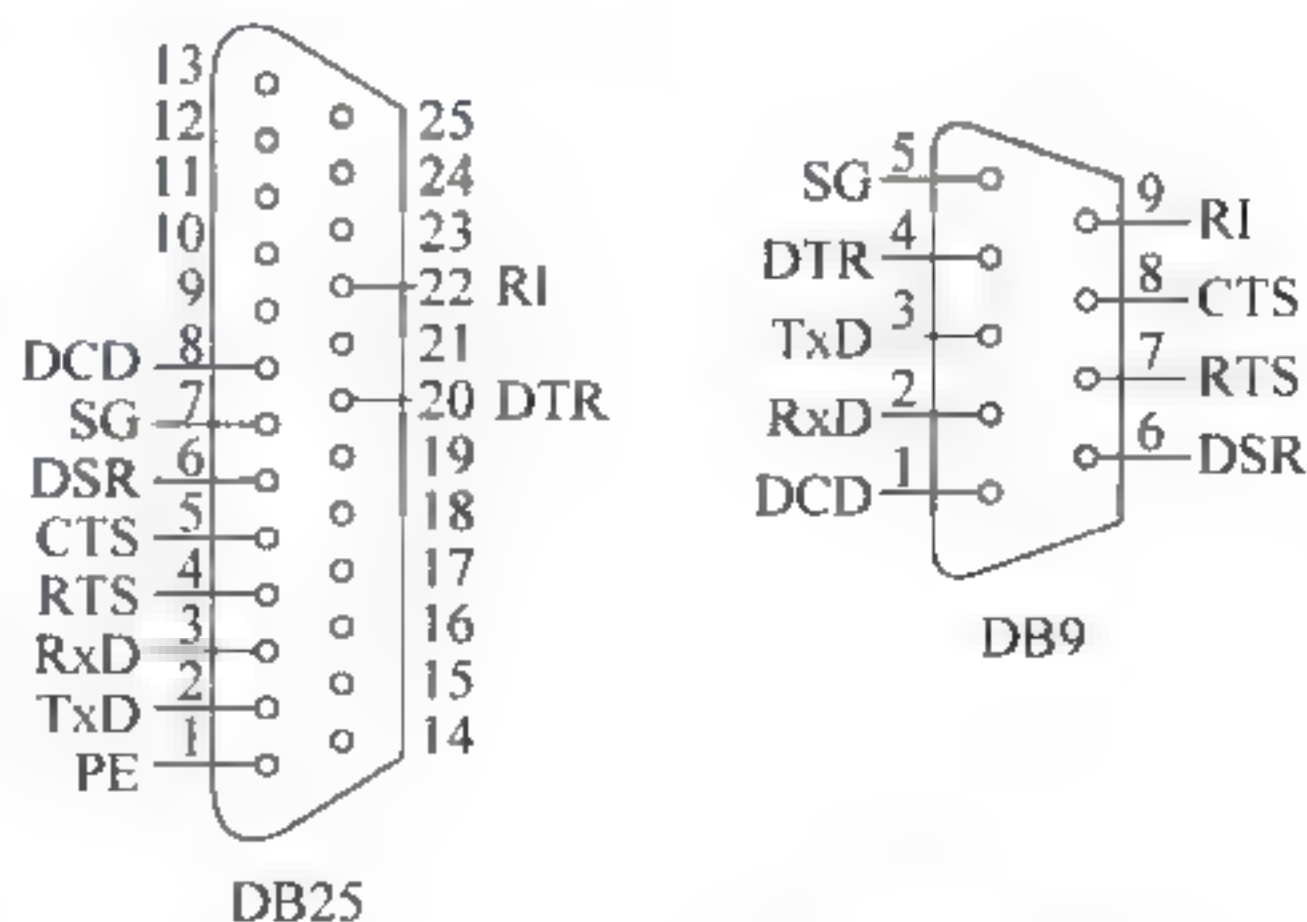 13
12
11
10
9
DCD 8
SG 7
DSR 6
CTS 5
RTS 4
RxD 3
TxD 2
PE 1
25
24
23
22 RI
21
20 DTR
19
18
17
16
15
14
DB25
SG 5
DTR 4
TxD 3
RxD 2
DCD 1
9 RI
8 CTS
7 RTS
6 DSR
DB9